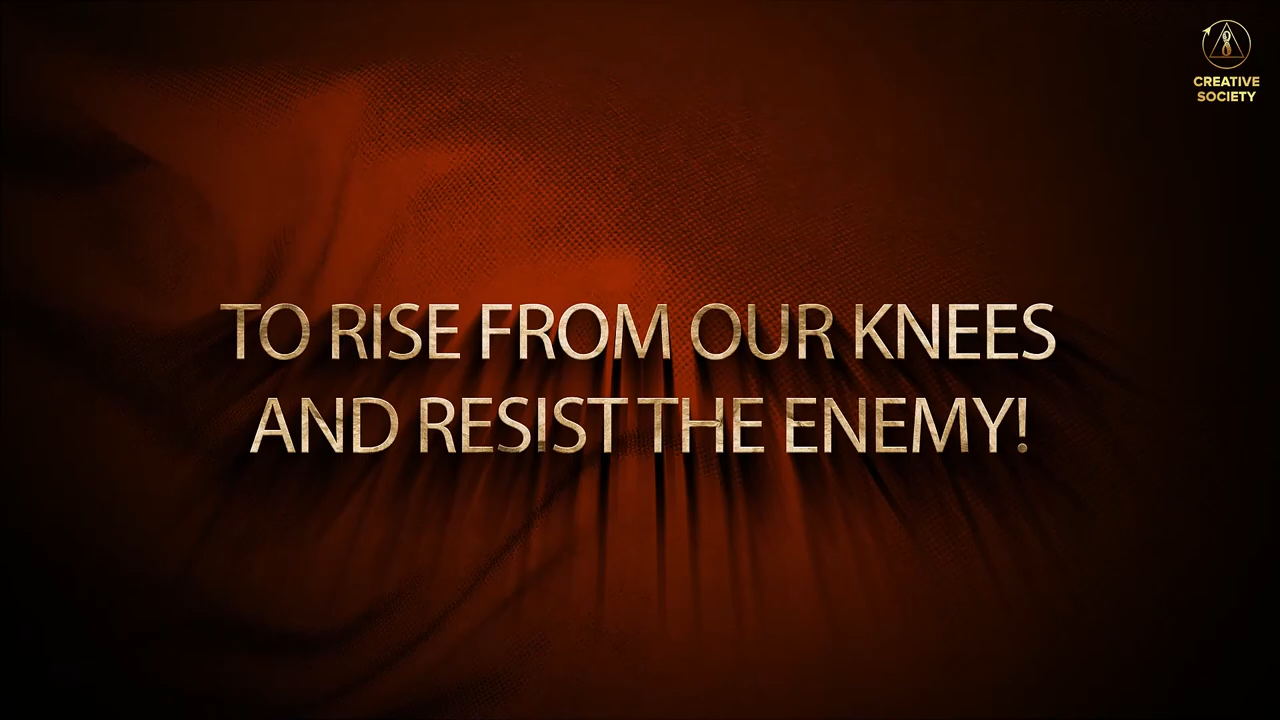 CREATIVE
SOCIETY
TO RISE FROM OUR KNEES
AND RESIST THE ENEMY!